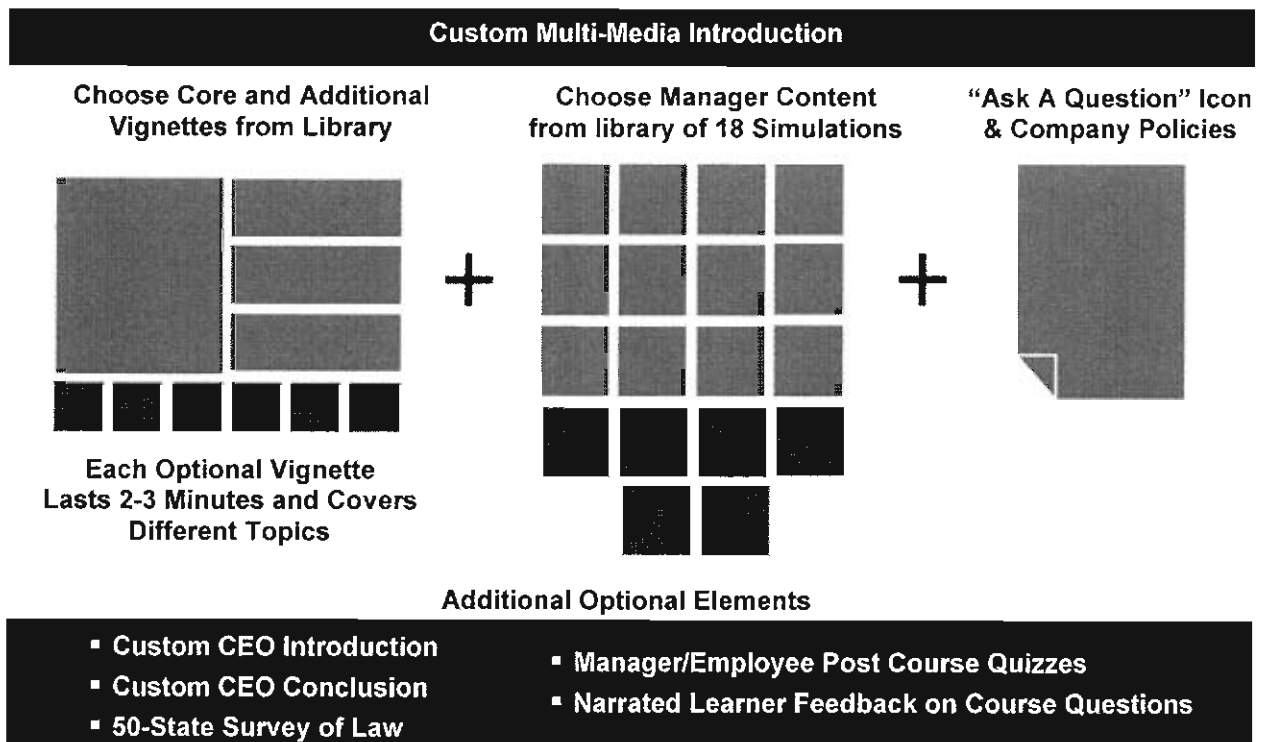 Custom Multi-Media Introduction
Choose Core and Additional
Vignettes from Library
Choose Manager Content
from library of 18 Simulations
“Ask A Question” Icon
& Company Policies
Each Optional Vignette
Lasts 2-3 Minutes and Covers
Different Topics
Additional Optional Elements
▪ Custom CEO Introduction
▪ Custom CEO Conclusion
▪ 50-State Survey of Law
▪ Manager/Employee Post Course Quizzes
▪ Narrated Learner Feedback on Course Questions